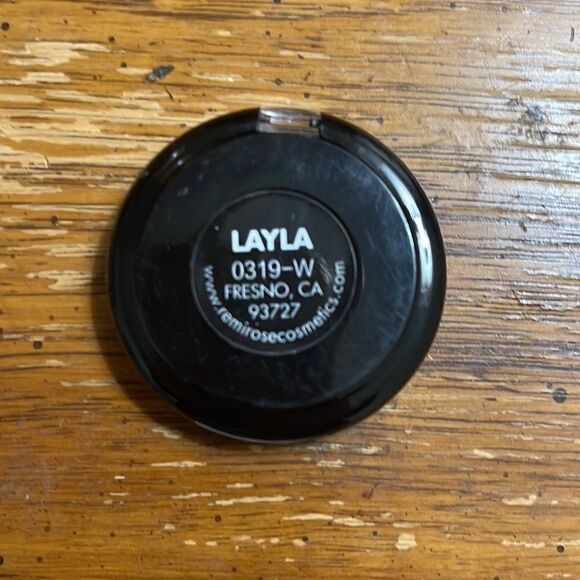 LAYLA
0319-W
FRESNO, CA
93727
www.remirosecosmetics.com